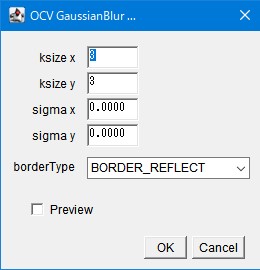 OCV GaussianBlur ...
ksize x 3
ksize y 3
sigma x 0.0000
sigma y 0.0000
borderType BORDER_REFLECT
Preview
OK Cancel